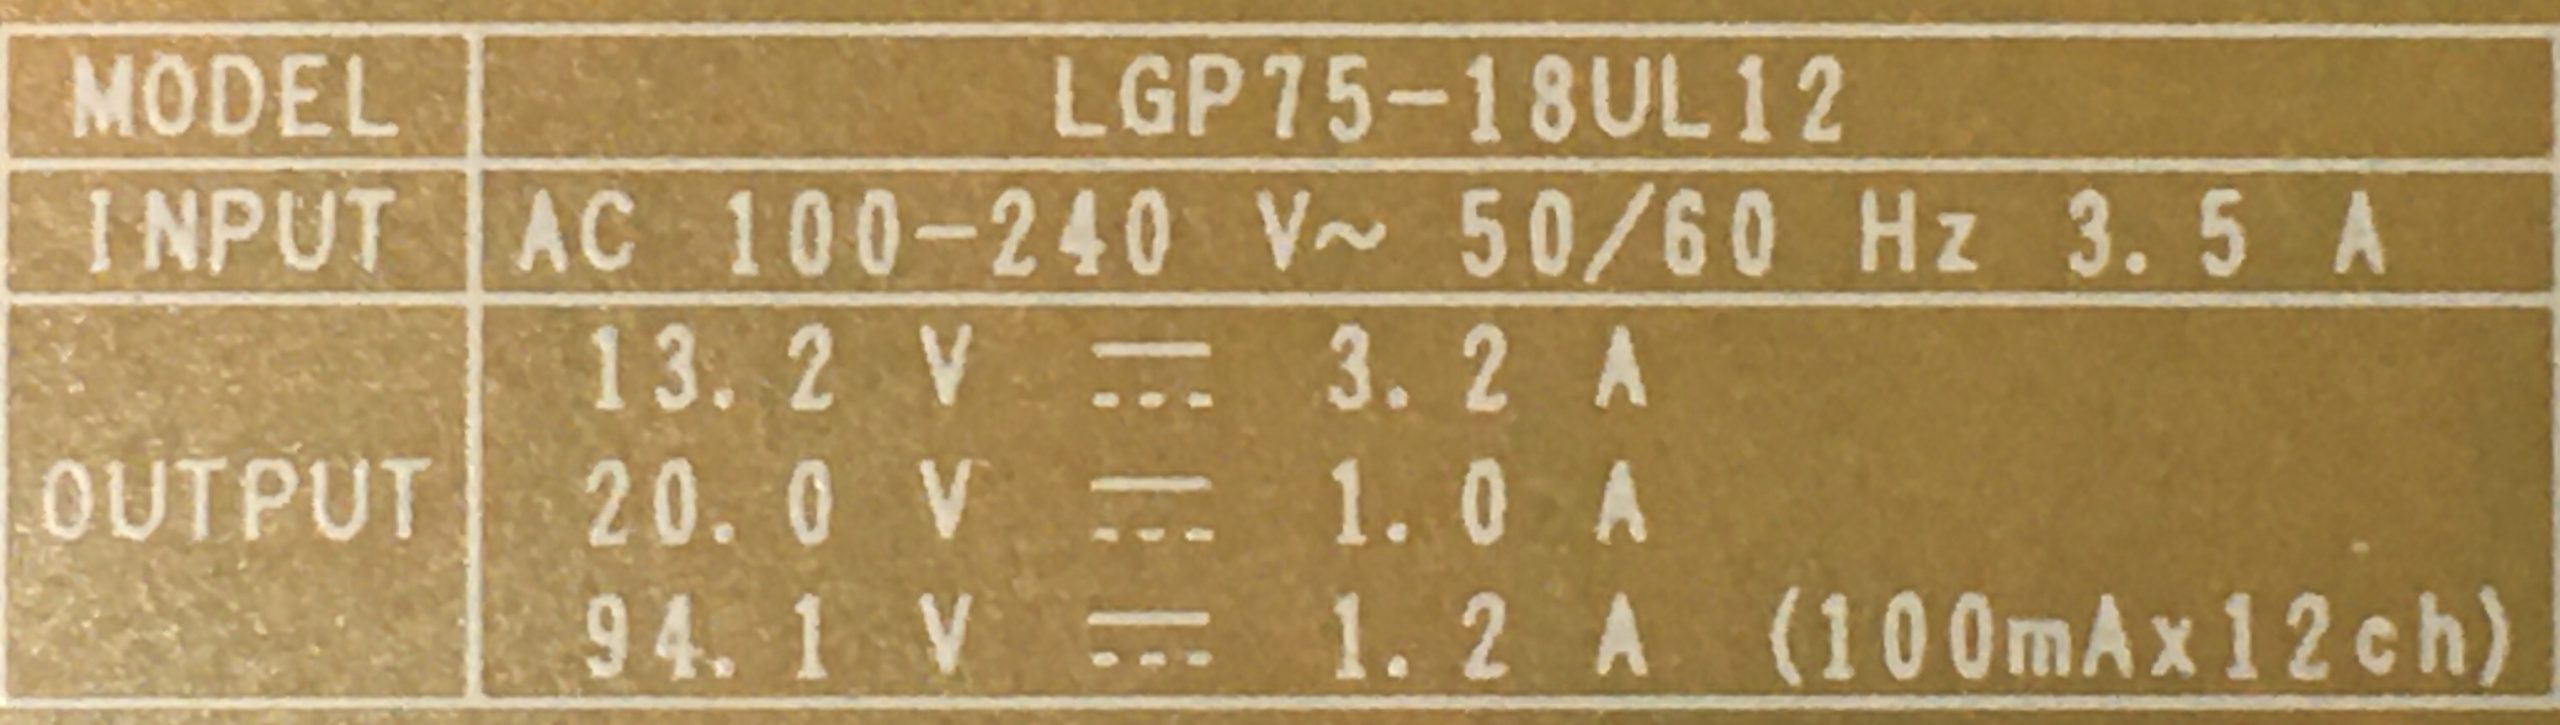 MODEL LGP75-18UL12
INPUT AC 100-240 V~ 50/60 Hz 3.5 A
OUTPUT
13.2 V ⎓ 3.2 A
20.0 V ⎓ 1.0 A
94.1 V ⎓ 1.2 A (100mAx12ch)